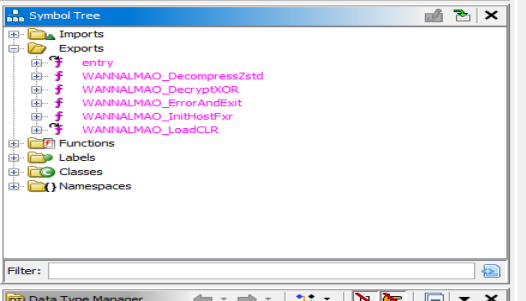 Symbol Tree
Imports
Exports
entry
WANNALMAO_DecompressZstd
WANNALMAO_DecryptXOR
WANNALMAO_ErrorAndExit
WANNALMAO_InitHostFxr
WANNALMAO_LoadCLR
Functions
Labels
Classes
Namespaces
Filter:
Data Type Manager